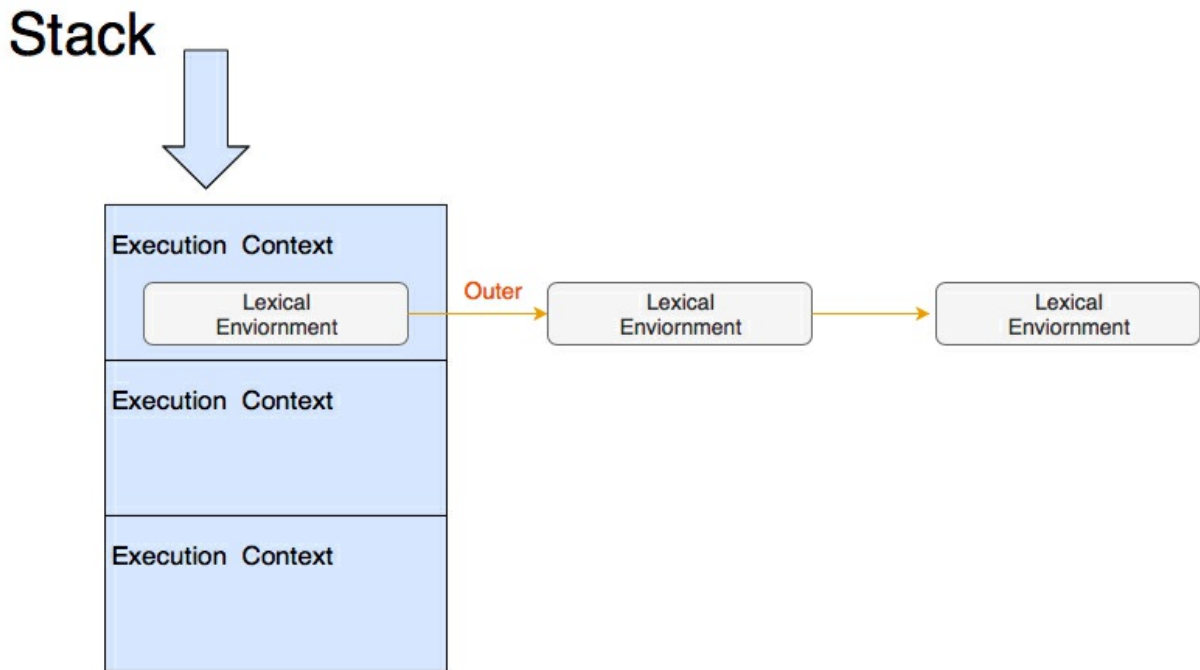 Stack
Execution Context
Lexical
Enviornment
Outer
Lexical
Enviornment
Lexical
Enviornment
Execution Context
Execution Context